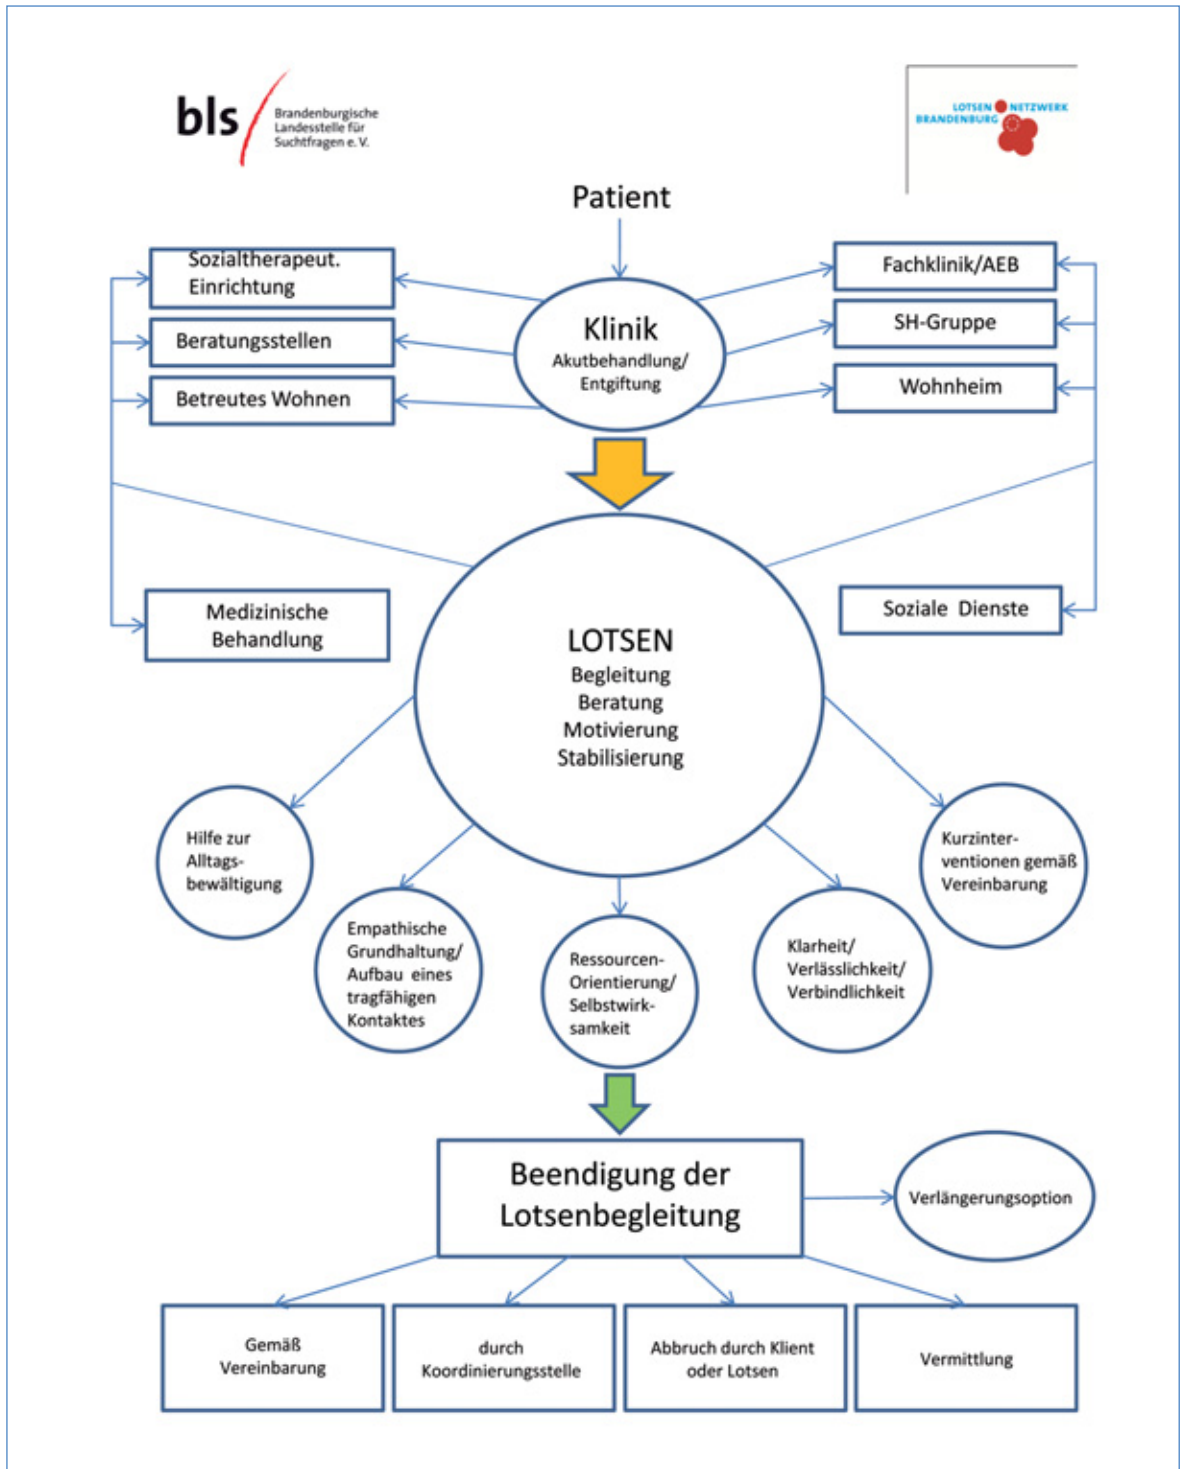 bls
Brandenburgische
Landesstelle für
Suchtfragen e. V.
LOTSEN NETZWERK
BRANDENBURG
Patient
Sozialtherapeut.
Einrichtung
Beratungsstellen
Betreutes Wohnen
Klinik
Akutbehandlung/
Entgiftung
Fachklinik/AEB
SH-Gruppe
Wohnheim
Medizinische
Behandlung
LOTSEN
Begleitung
Beratung
Motivierung
Stabilisierung
Soziale Dienste
Hilfe zur
Alltags-
bewältigung
Empathische
Grundhaltung/
Aufbau eines
tragfähigen
Kontaktes
Ressourcen-
Orientierung/
Selbstwirk-
samkeit
Klarheit/
Verlässlichkeit/
Verbindlichkeit
Kurzinter-
ventionen gemäß
Vereinbarung
Beendigung der
Lotsenbegleitung
Verlängerungsoption
Gemäß
Vereinbarung
durch
Koordinierungsstelle
Abbruch durch Klient
oder Lotsen
Vermittlung